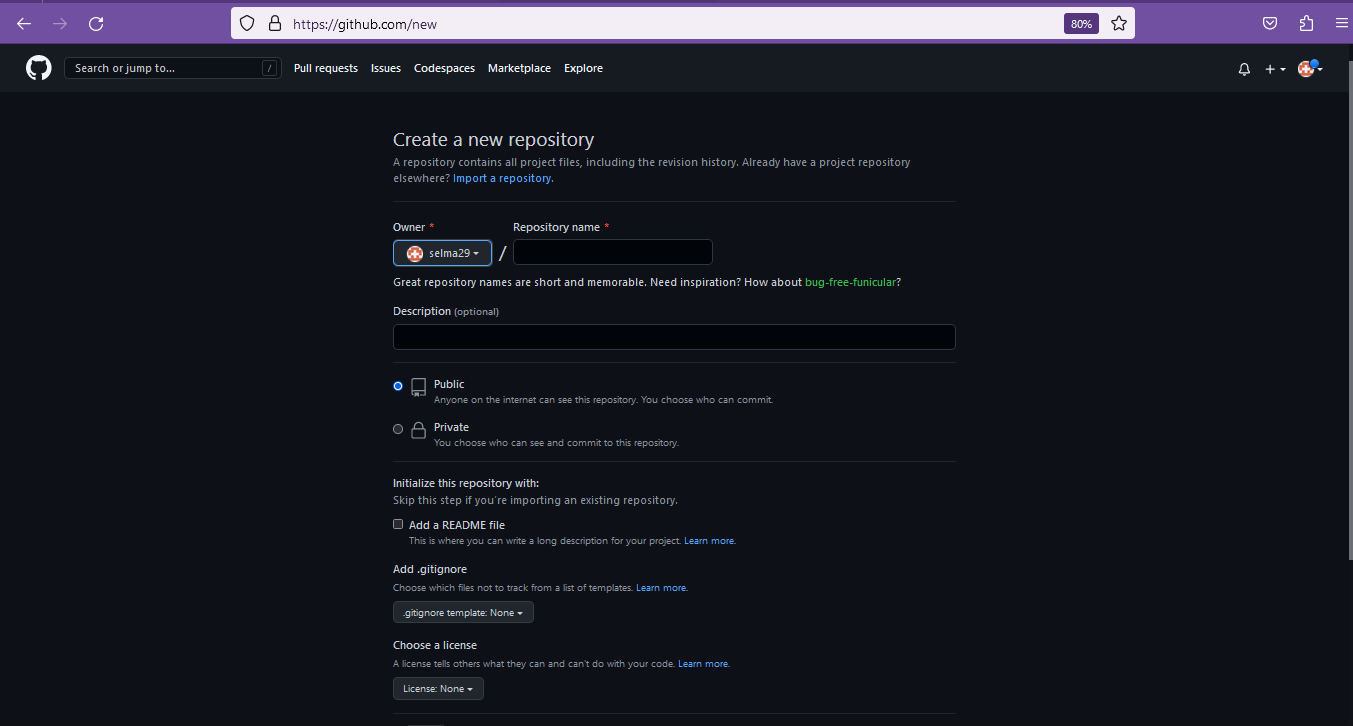 https://github.com/new
80%
Search or jump to... /
Pull requests Issues Codespaces Marketplace Explore
Create a new repository
A repository contains all project files, including the revision history. Already have a project repository
elsewhere? Import a repository.
Owner * Repository name *
selma29 /
Great repository names are short and memorable. Need inspiration? How about bug-free-funicular?
Description (optional)
Public
Anyone on the internet can see this repository. You choose who can commit.
Private
You choose who can see and commit to this repository.
Initialize this repository with:
Skip this step if you're importing an existing repository.
Add a README file
This is where you can write a long description for your project. Learn more.
Add .gitignore
Choose which files not to track from a list of templates. Learn more.
.gitignore template: None
Choose a license
A license tells others what they can and can't do with your code. Learn more.
License: None